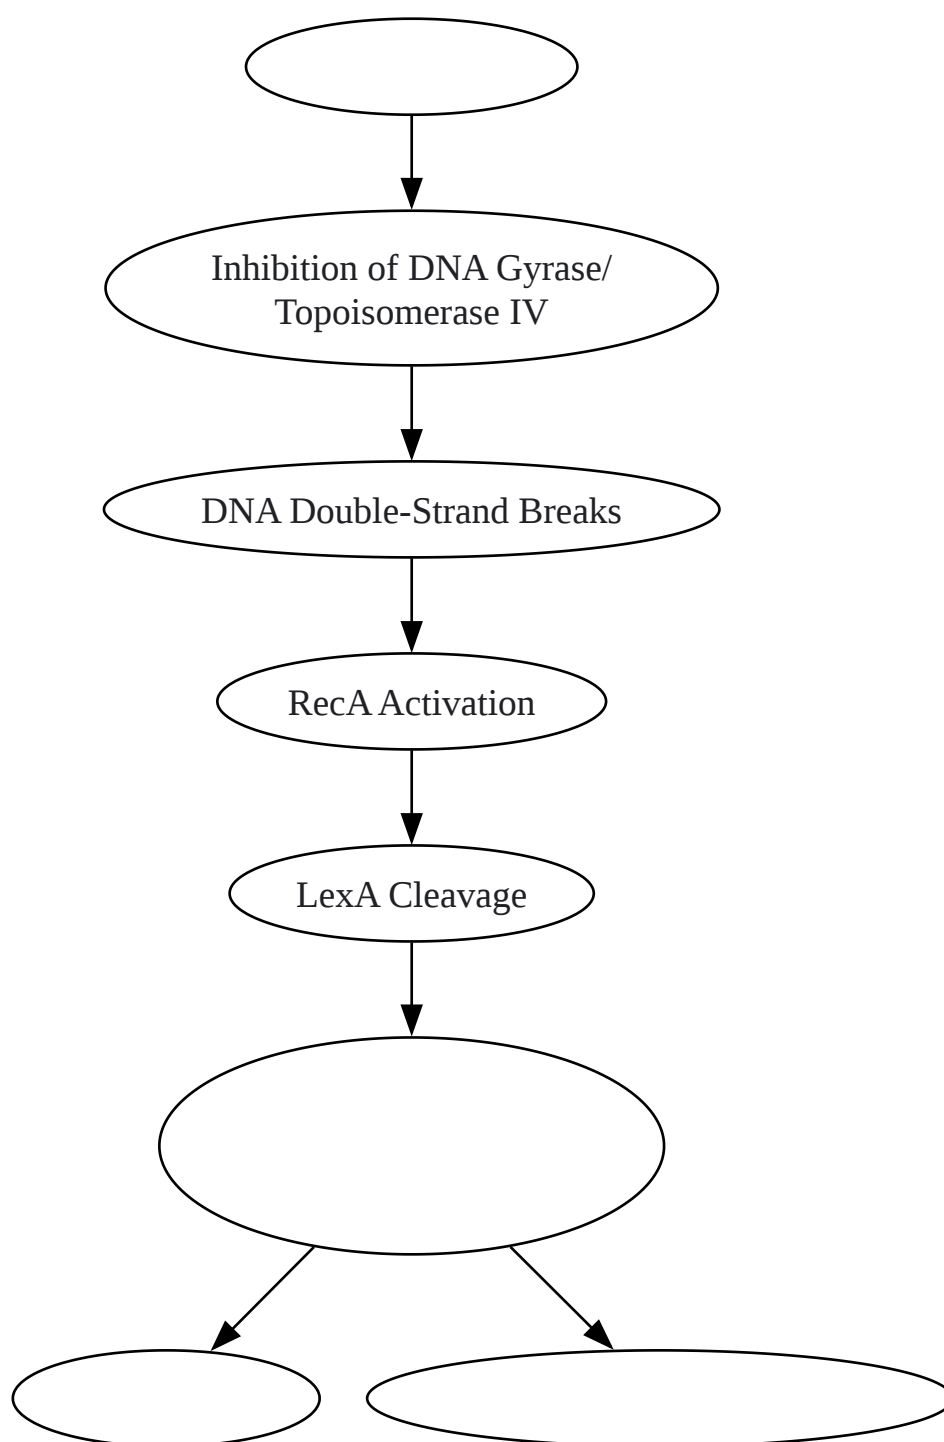 Inhibition of DNA Gyrase/
Topoisomerase IV
DNA Double-Strand Breaks
RecA Activation
LexA Cleavage